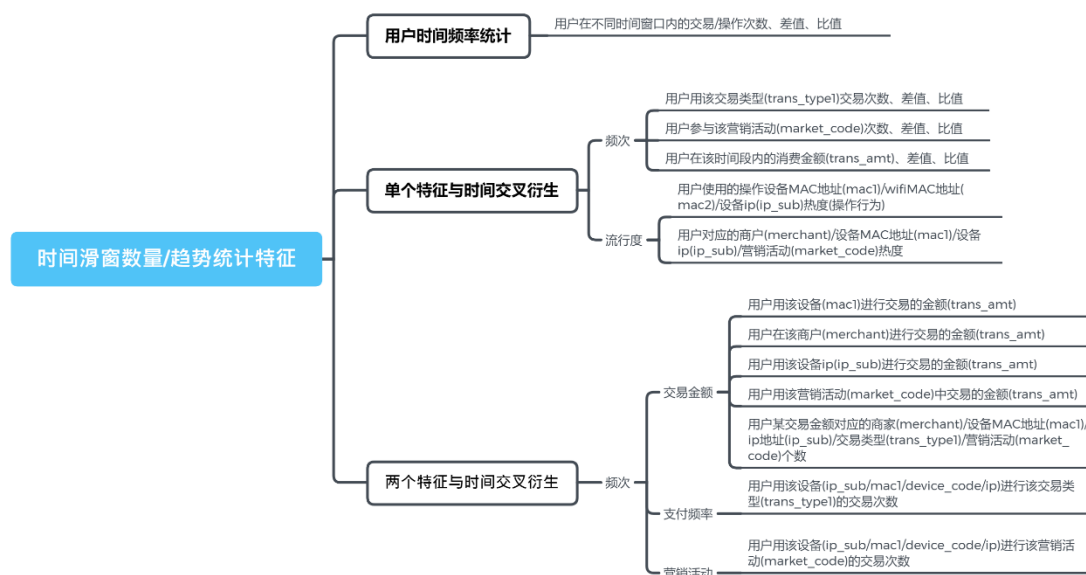 用户时间频率统计
用户在不同时间窗口内的交易/操作次数、差值、比值
时间滑窗数量/趋势统计特征
单个特征与时间交叉衍生
频次
用户用该交易类型(trans_type1)交易次数、差值、比值
用户参与该营销活动(market_code)次数、差值、比值
用户在该时间段内的消费金额(trans_amt)、差值、比值
流行度
用户使用的操作设备MAC地址(mac1)/wifiMAC地址(
mac2)/设备ip(ip_sub)热度(操作行为)
用户对应的商户(merchant)/设备MAC地址(mac1)/设备
ip(ip_sub)/营销活动(market_code)热度
两个特征与时间交叉衍生
频次
交易金额
用户用该设备(mac1)进行交易的金额(trans_amt)
用户在该商户(merchant)进行交易的金额(trans_amt)
用户用该设备ip(ip_sub)进行交易的金额(trans_amt)
用户用该营销活动(market_code)中交易的金额(trans_amt)
用户某交易金额对应的商家(merchant)/设备MAC地址(mac1)/
ip地址(ip_sub)/交易类型(trans_type1)/营销活动(market_
code)个数
支付频率
用户用该设备(ip_sub/mac1/device_code/ip)进行该交易类
型(trans_type1)的交易次数
营销活动
用户用该设备(ip_sub/mac1/device_code/ip)进行该营销活
动(market_code)的交易次数